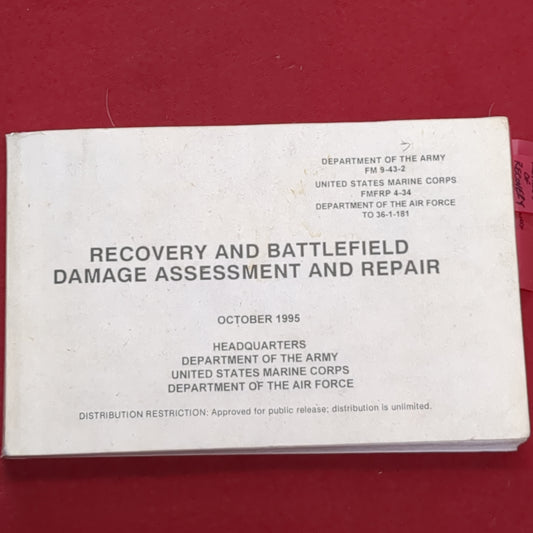 DEPARTMENT OF THE ARMY
FM 9-43-2
UNITED STATES MARINE CORPS
FMFRP 4-34
DEPARTMENT OF THE AIR FORCE
TO 36-1-181
RECOVERY AND BATTLEFIELD
DAMAGE ASSESSMENT AND REPAIR
OCTOBER 1995
HEADQUARTERS
DEPARTMENT OF THE ARMY
UNITED STATES MARINE CORPS
DEPARTMENT OF THE AIR FORCE
DISTRIBUTION RESTRICTION: Approved for public release; distribution is unlimited.
RECOVERY